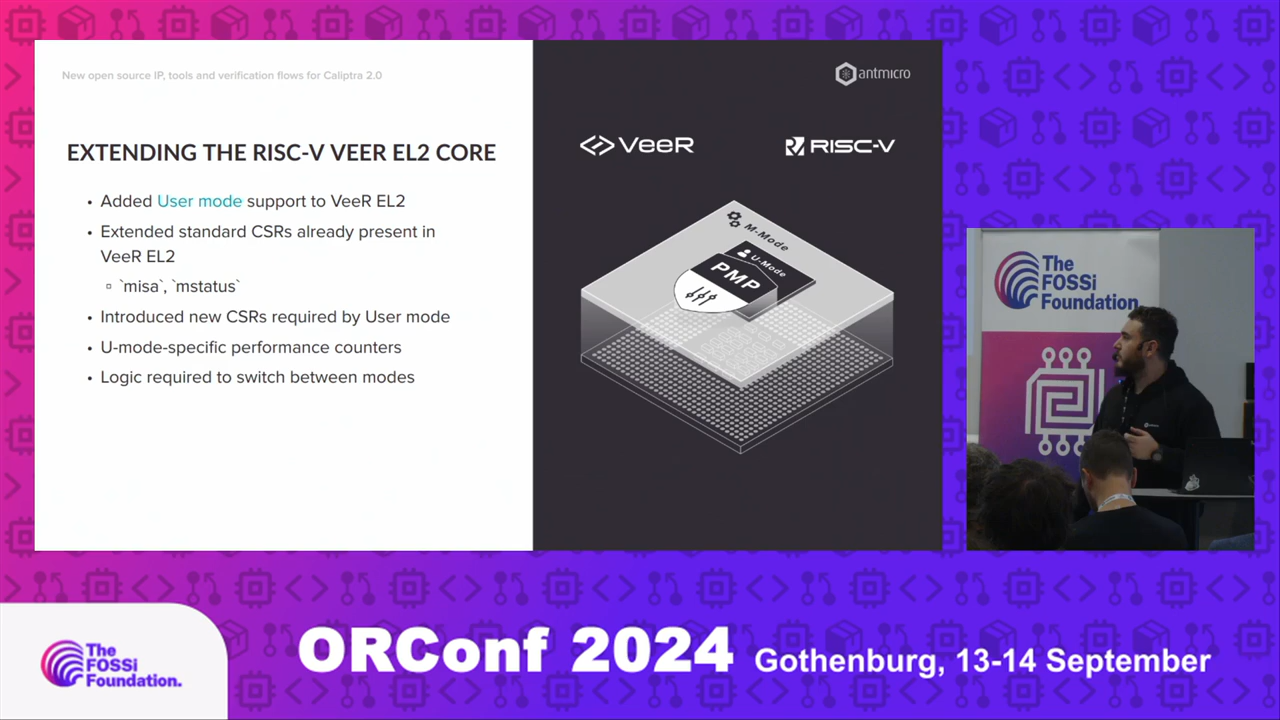 New open source IP, tools and verification flows for Caliptra 2.0
antmicro
EXTENDING THE RISC-V VEER EL2 CORE
• Added User mode support to VeeR EL2
• Extended standard CSRs already present in
VeeR EL2
▫ `misa`, `mstatus`
• Introduced new CSRs required by User mode
• U-mode-specific performance counters
• Logic required to switch between modes
VeeR
RISC-V
M-Mode
U-Mode
PMP
The
FOSSi
Foundation.
The
FOSSi
Foundation.
ORConf 2024 Gothenburg, 13-14 September